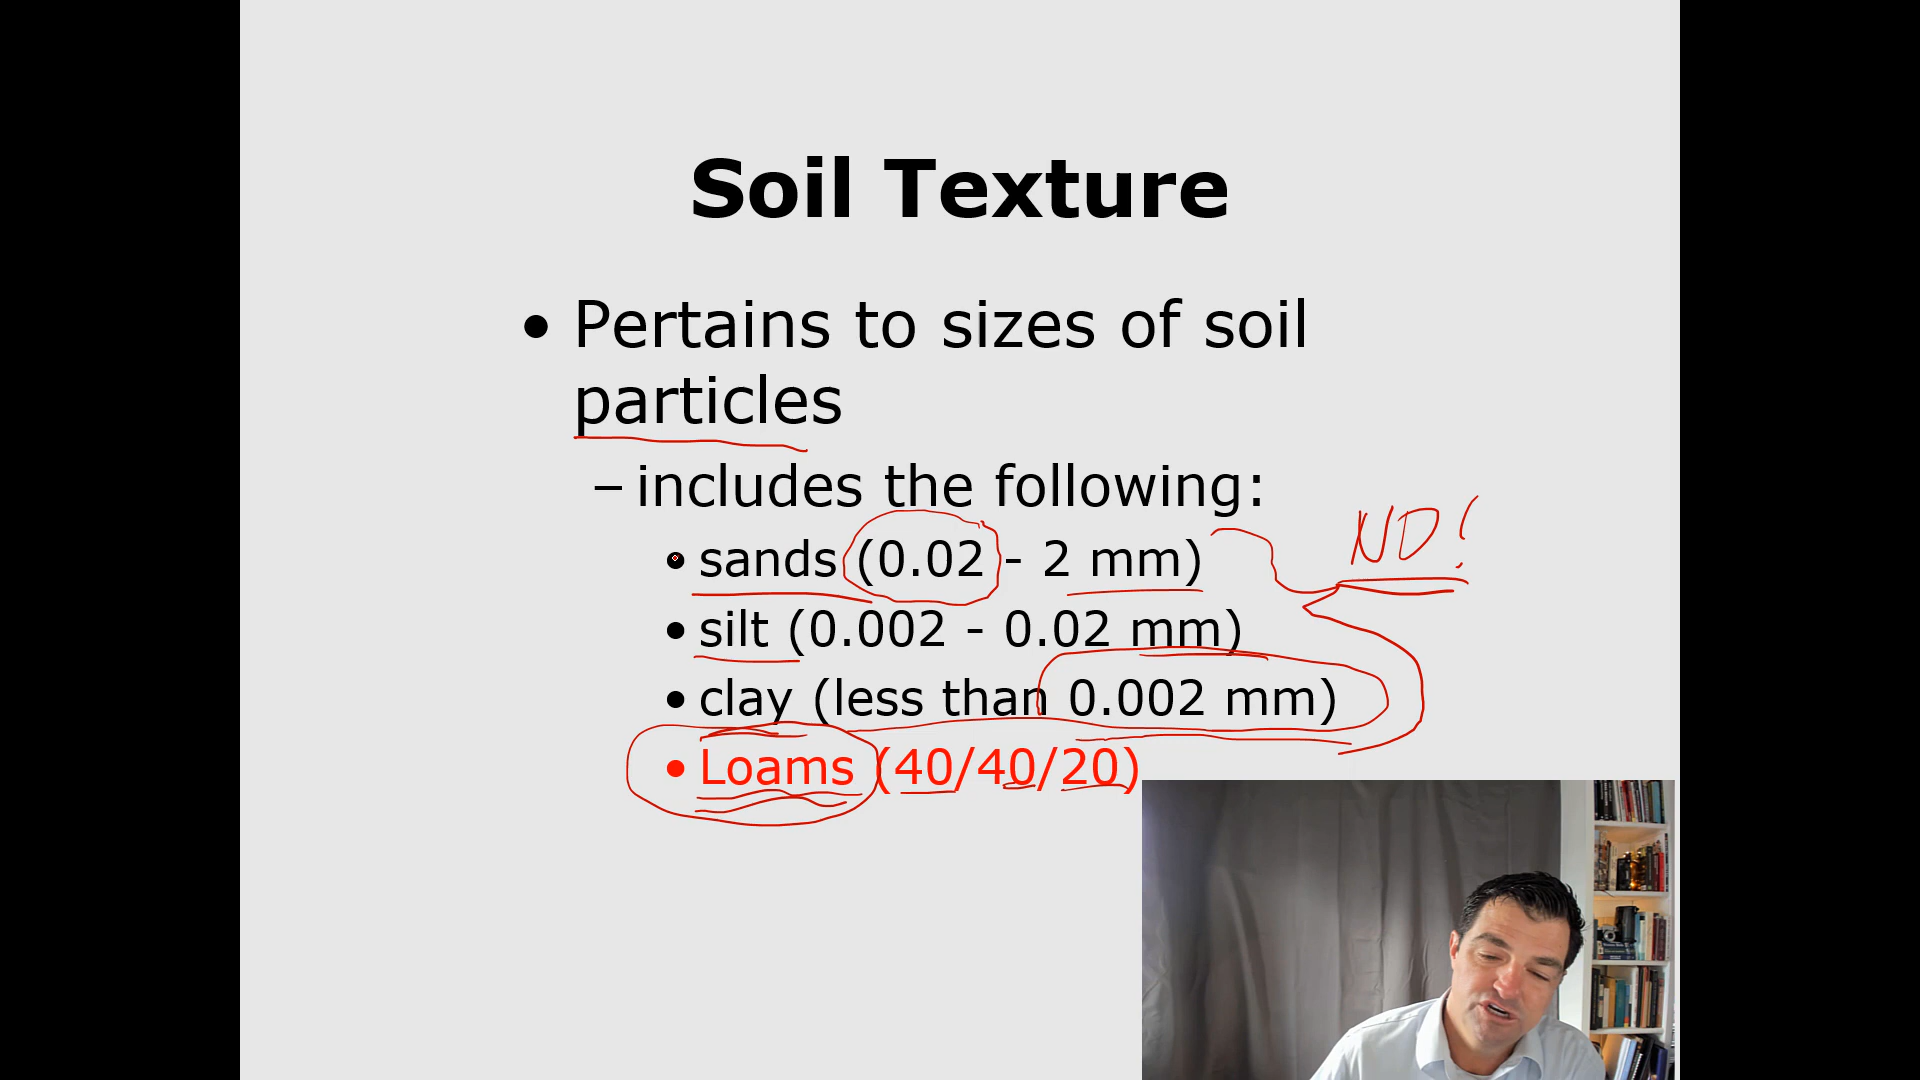 Soil Texture
• Pertains to sizes of soil
particles
– includes the following:
• sands (0.02 - 2 mm)
NO!
• silt (0.002 - 0.02 mm)
• clay (less than 0.002 mm)
• Loams (40/40/20)